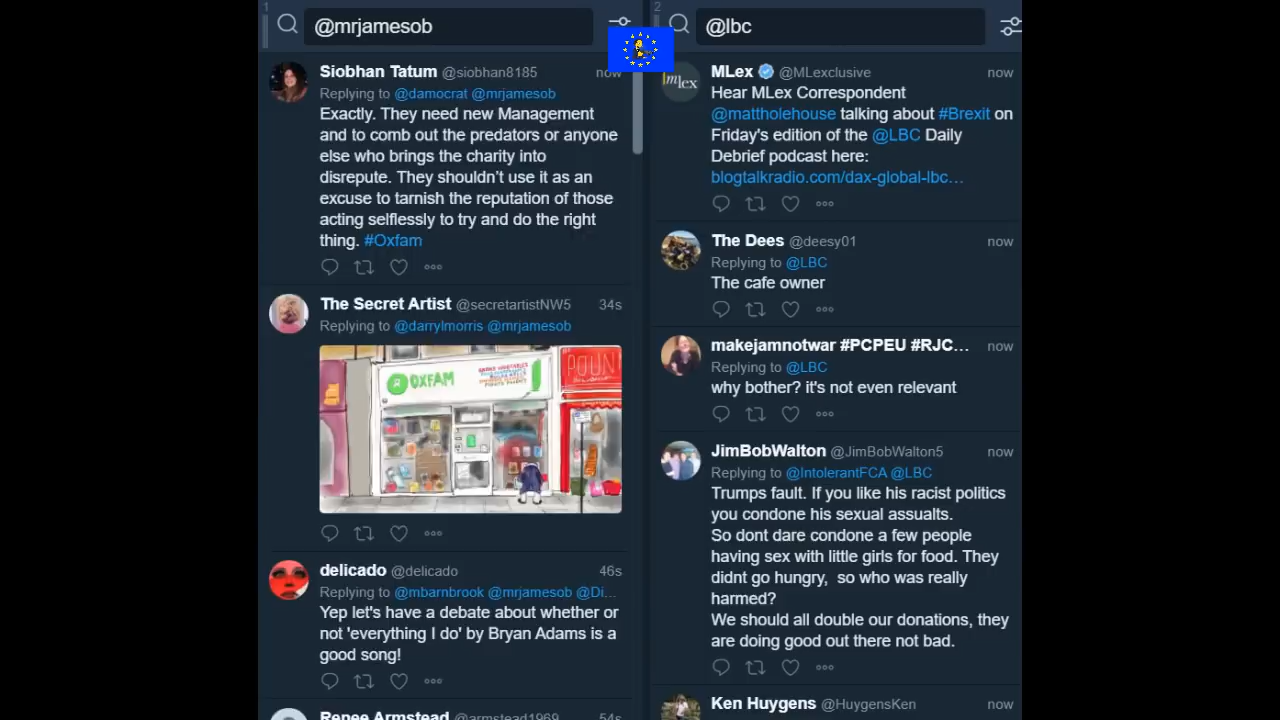 1
@mrjamesob
Siobhan Tatum @siobhan8185 now
Replying to @damocrat @mrjamesob
Exactly. They need new Management
and to comb out the predators or anyone
else who brings the charity into
disrepute. They shouldn't use it as an
excuse to tarnish the reputation of those
acting selflessly to try and do the right
thing. #Oxfam
The Secret Artist @secretartistNW5 34s
Replying to @darrylmorris @mrjamesob
OXFAM
POUN
delicado @delicado 46s
Replying to @mbarnbrook @mrjamesob @Di...
Yep let's have a debate about whether or
not 'everything I do' by Bryan Adams is a
good song!
Renee Armstead @armstead1969 54s
2
@lbc
mlex
MLex @MLexclusive now
Hear MLex Correspondent
@mattholehouse talking about #Brexit on
Friday's edition of the @LBC Daily
Debrief podcast here:
blogtalkradio.com/dax-global-lbc…
The Dees @deesy01 now
Replying to @LBC
The cafe owner
makejamnotwar #PCPEU #RJC... now
Replying to @LBC
why bother? it's not even relevant
JimBobWalton @JimBobWalton5 now
Replying to @IntolerantFCA @LBC
Trumps fault. If you like his racist politics
you condone his sexual assualts.
So dont dare condone a few people
having sex with little girls for food. They
didnt go hungry, so who was really
harmed?
We should all double our donations, they
are doing good out there not bad.
Ken Huygens @HuygensKen now